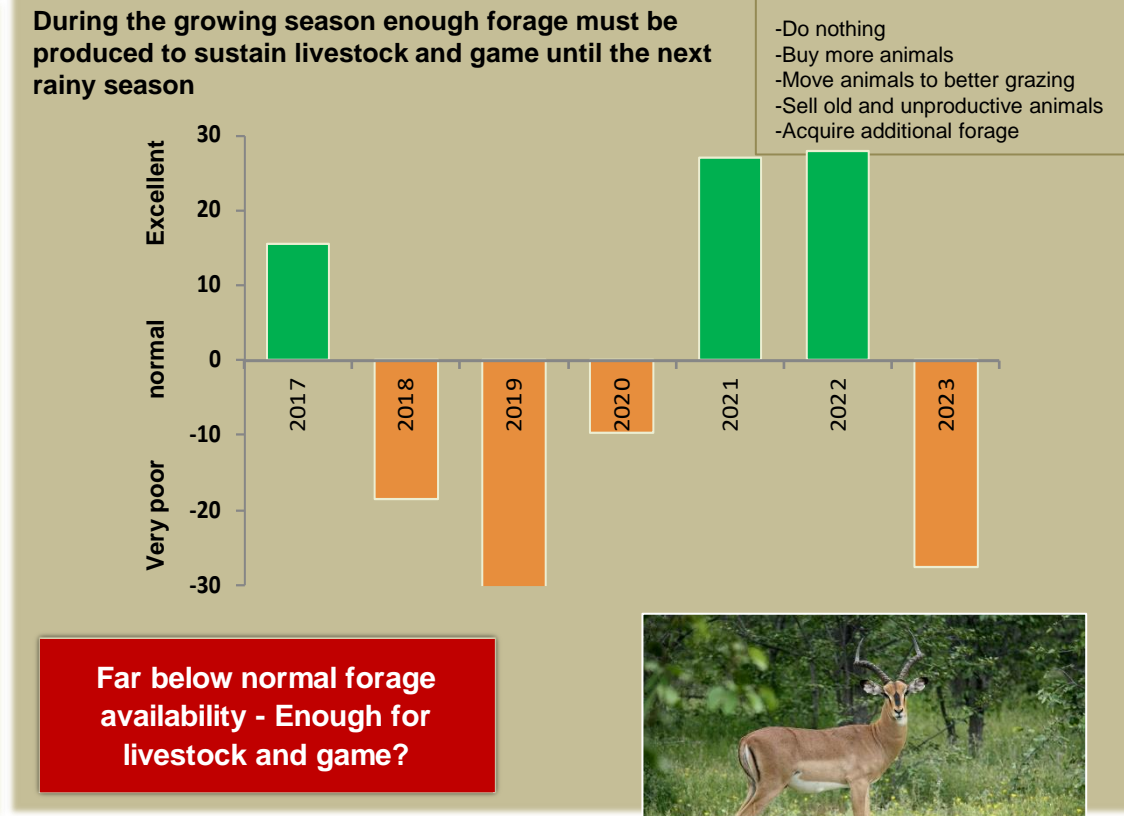 During the growing season enough forage must be
produced to sustain livestock and game until the next
rainy season
-Do nothing
-Buy more animals
-Move animals to better grazing
-Sell old and unproductive animals
-Acquire additional forage
30
20
10
0
-10
-20
-30
Excellent
normal
Very poor
2017
2018
2019
2020
2021
2022
2023
Far below normal forage
availability - Enough for
livestock and game?